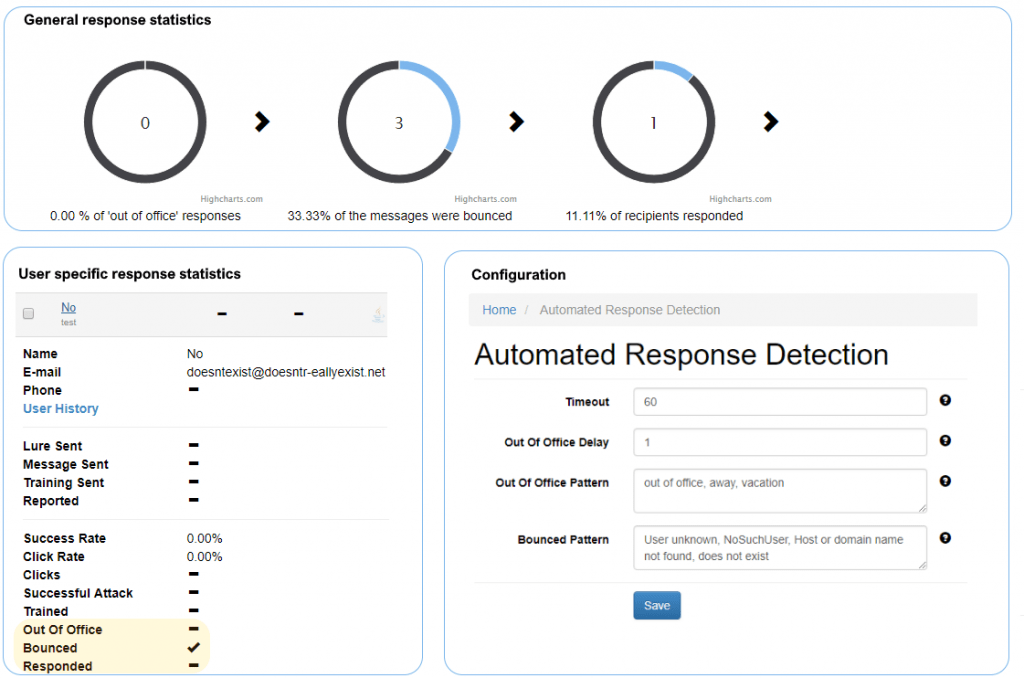 General response statistics
0
3
1
Highcharts.com
Highcharts.com
Highcharts.com
0.00 % of 'out of office' responses
33.33% of the messages were bounced
11.11% of recipients responded
User specific response statistics
No
test
Name No
E-mail doesntexist@doesntr-eallyexist.net
Phone
User History
Lure Sent
Message Sent
Training Sent
Reported
Success Rate 0.00%
Click Rate 0.00%
Clicks
Successful Attack
Trained
Out Of Office
Bounced
Responded
Configuration
Home / Automated Response Detection
Automated Response Detection
Timeout 60
Out Of Office Delay 1
Out Of Office Pattern out of office, away, vacation
Bounced Pattern User unknown, NoSuchUser, Host or domain name
not found, does not exist
Save